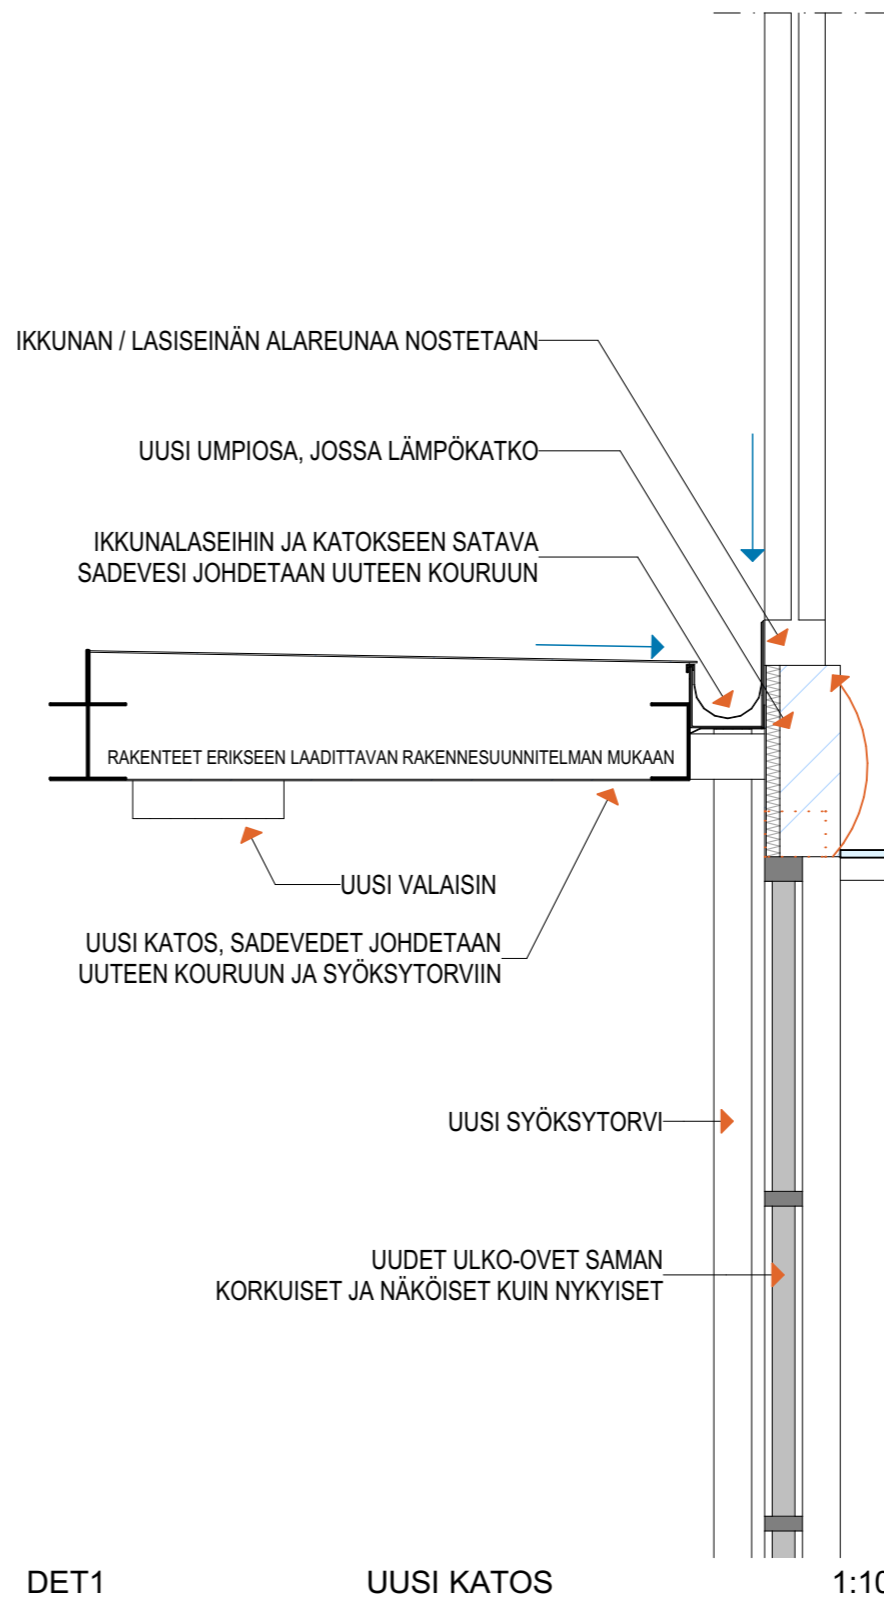 IKKUNAN / LASISEINÄN ALAREUNAA NOSTETAAN
UUSI UMPIOSA, JOSSA LÄMPÖKATKO
IKKUNALASEIHIN JA KATOKSEEN SATAVA
SADEVESI JOHDETAAN UUTEEN KOURUUN
RAKENTEET ERIKSEEN LAADITTAVAN RAKENNESUUNNITELMAN MUKAAN
UUSI VALAISIN
UUSI KATOS, SADEVEDET JOHDETAAN
UUTEEN KOURUUN JA SYÖKSYTORVIIN
UUSI SYÖKSYTORVI
UUDET ULKO-OVET SAMAN
KORKUISET JA NÄKÖISET KUIN NYKYISET
DET1 UUSI KATOS 1:10